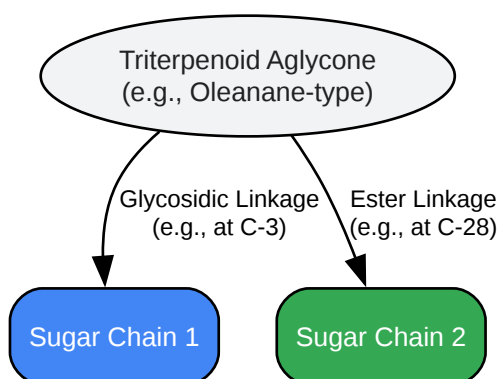 Triterpenoid Aglycone
(e.g., Oleanane-type)
Glycosidic Linkage
(e.g., at C-3)
Ester Linkage
(e.g., at C-28)
Sugar Chain 1
Sugar Chain 2